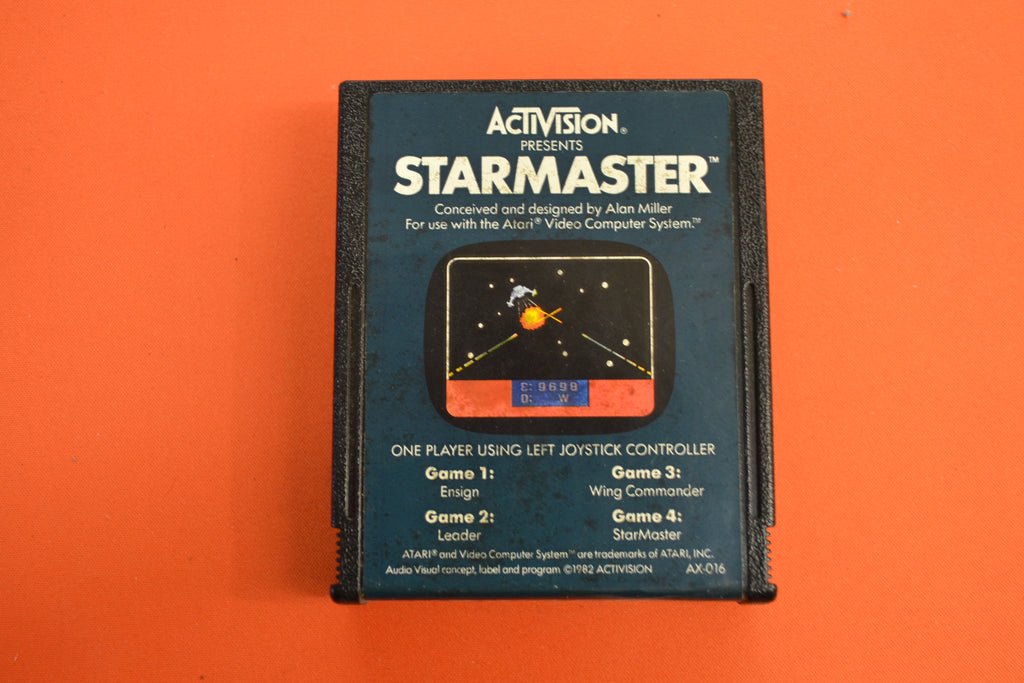 ACTIVISION®
PRESENTS
STARMASTER™
Conceived and designed by Alan Miller
For use with the Atari® Video Computer System.™
E: 9698
D: W
ONE PLAYER USING LEFT JOYSTICK CONTROLLER
Game 1:
Ensign
Game 2:
Leader
Game 3:
Wing Commander
Game 4:
StarMaster
ATARI® and Video Computer System™ are trademarks of ATARI, INC.
Audio Visual concept, label and program ©1982 ACTIVISION AX-016